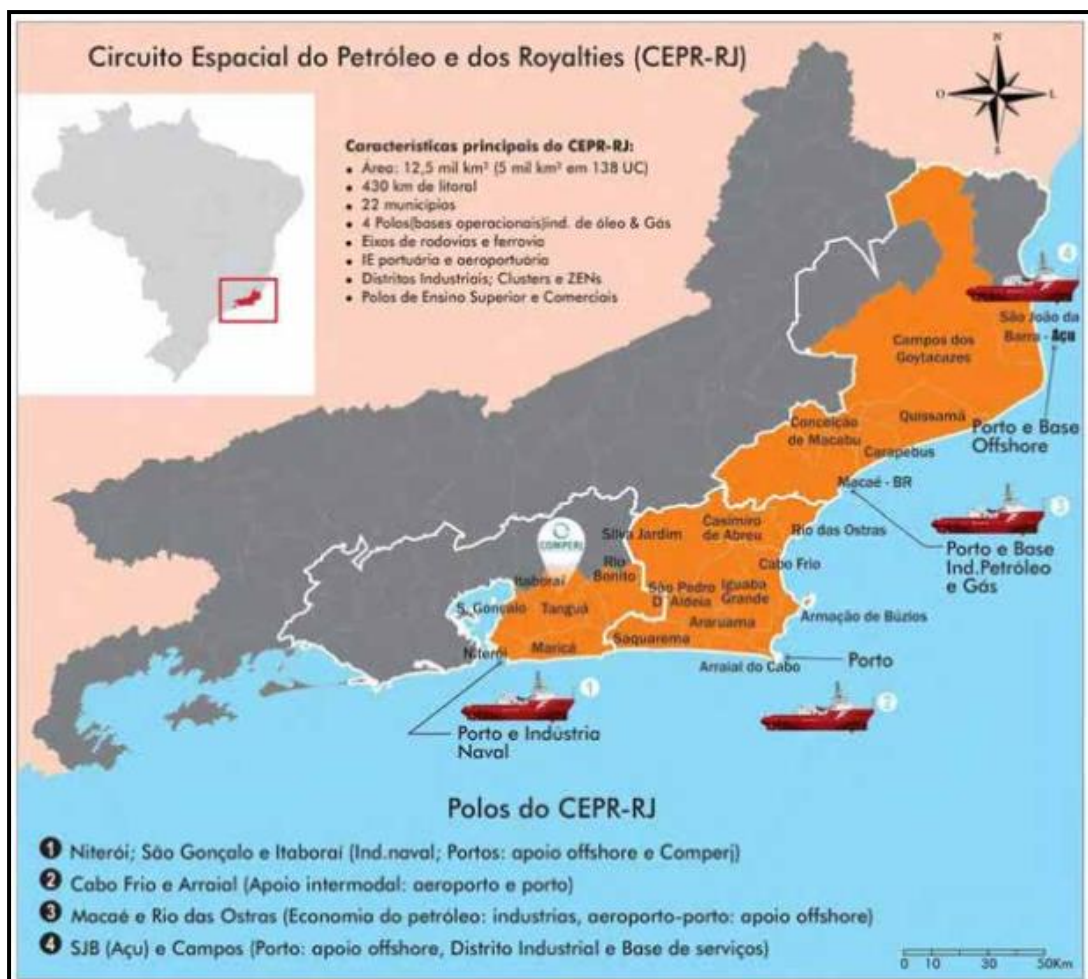 Circuito Espacial do Petróleo e dos Royalties (CEPR-RJ)
N
O
L
S
Características principais do CEPR-RJ:
• Área: 12,5 mil km² (5 mil km² em 138 UC)
• 430 km de litoral
• 22 municípios
• 4 Polos(bases operacionais)ind. de óleo & Gás
• Eixos de rodovias e ferrovia
• IE portuária e aeroportuária
• Distritos Industriais; Clusters e ZENs
• Polos de Ensino Superior e Comerciais
4
São João da
Barra - Açu
Campos dos
Goytacazes
Quissamã
Porto e Base
Offshore
Conceição
de Macabu
Carapebus
Macaé - BR
3
Porto e Base
Ind.Petróleo
e Gás
COMPERJ
Silva Jardim
Casimiro
de Abreu
Rio das Ostras
Rio
Bonito
Cabo Frio
Itaboraí
São Pedro
D Aldeia
Iguaba
Grande
S. Gonçalo
Tanguá
Araruama
Armação de Búzios
Maricá
Saquarema
Niterói
Arraial do Cabo
Porto
1
2
Porto e Indústria
Naval
Polos do CEPR-RJ
1 Niterói; São Gonçalo e Itaboraí (Ind.naval; Portos: apoio offshore e Comperj)
2 Cabo Frio e Arraial (Apoio intermodal: aeroporto e porto)
3 Macaé e Rio das Ostras (Economia do petróleo: industrias, aeroporto-porto: apoio offshore)
4 SJB (Açu) e Campos (Porto: apoio offshore, Distrito Industrial e Base de serviços)
0 10 30 50Km